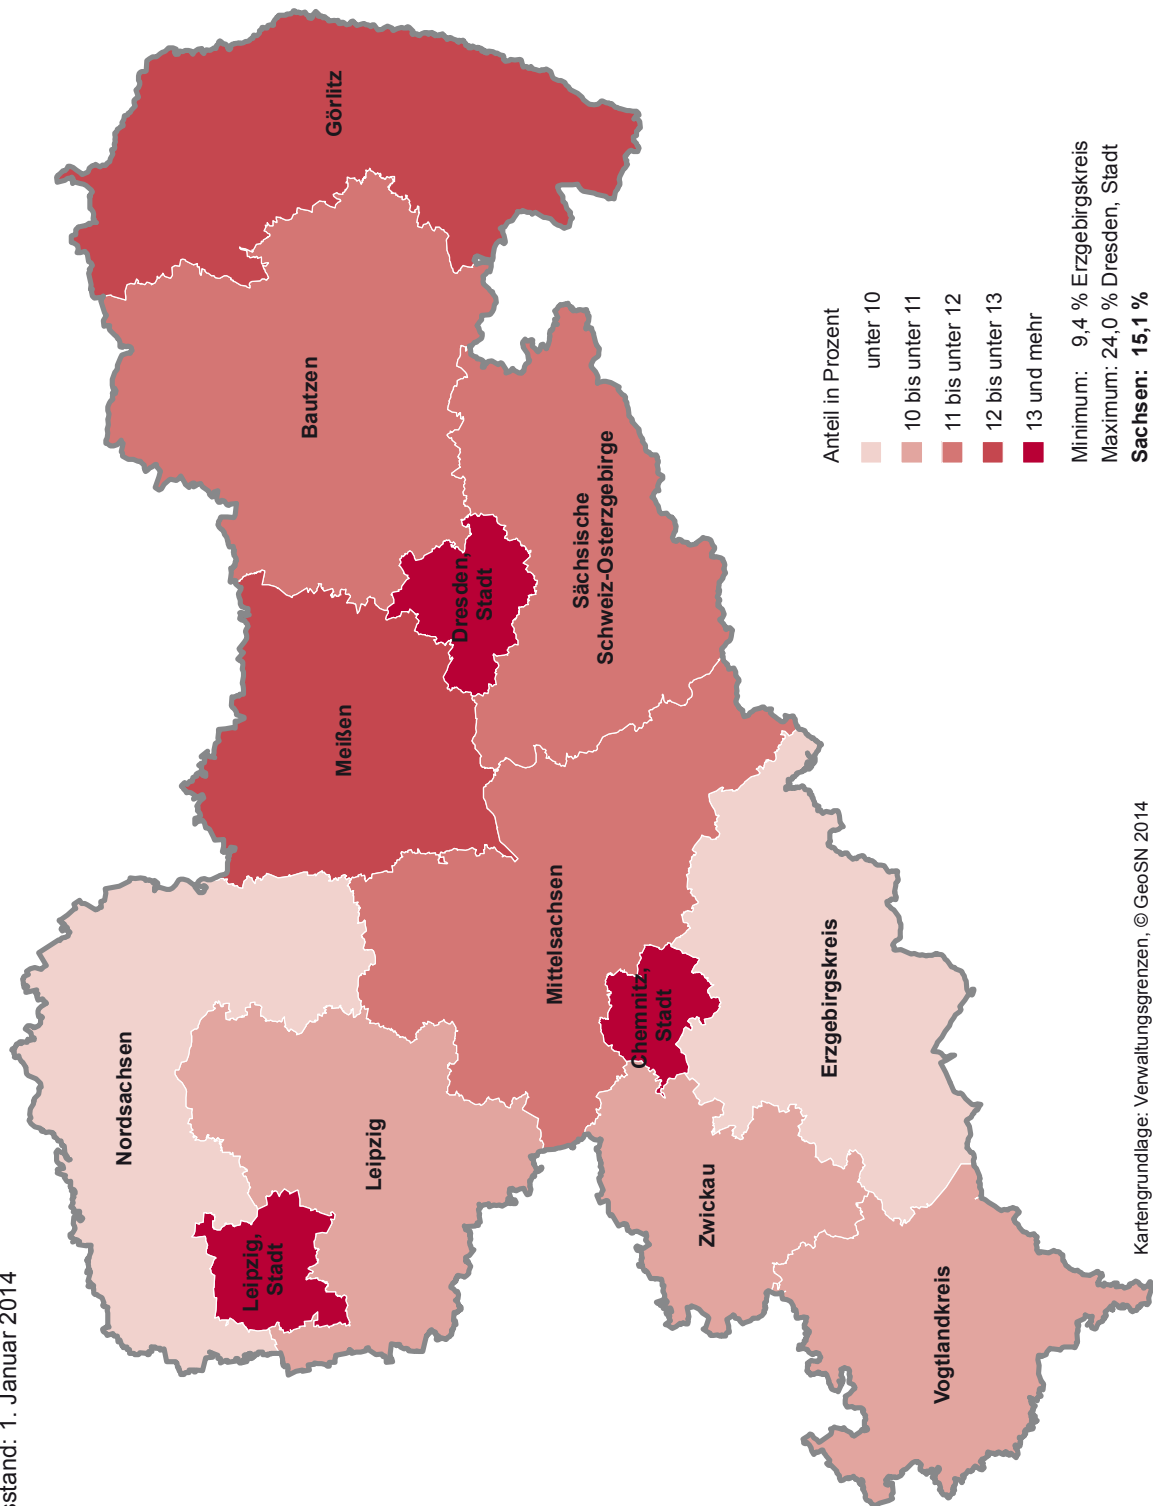 1. Januar 2014
Nordsachsen
Leipzig,
Stadt
Leipzig
Meißen
Bautzen
Görlitz
Dresden,
Stadt
Sächsische
Schweiz-Osterzgebirge
Mittelsachsen
Chemnitz,
Stadt
Zwickau
Erzgebirgskreis
Vogtlandkreis
Anteil in Prozent
unter 10
10 bis unter 11
11 bis unter 12
12 bis unter 13
13 und mehr
Minimum: 9,4 % Erzgebirgskreis
Maximum: 24,0 % Dresden, Stadt
Sachsen: 15,1 %
Kartengrundlage: Verwaltungsgrenzen, © GeoSN 2014